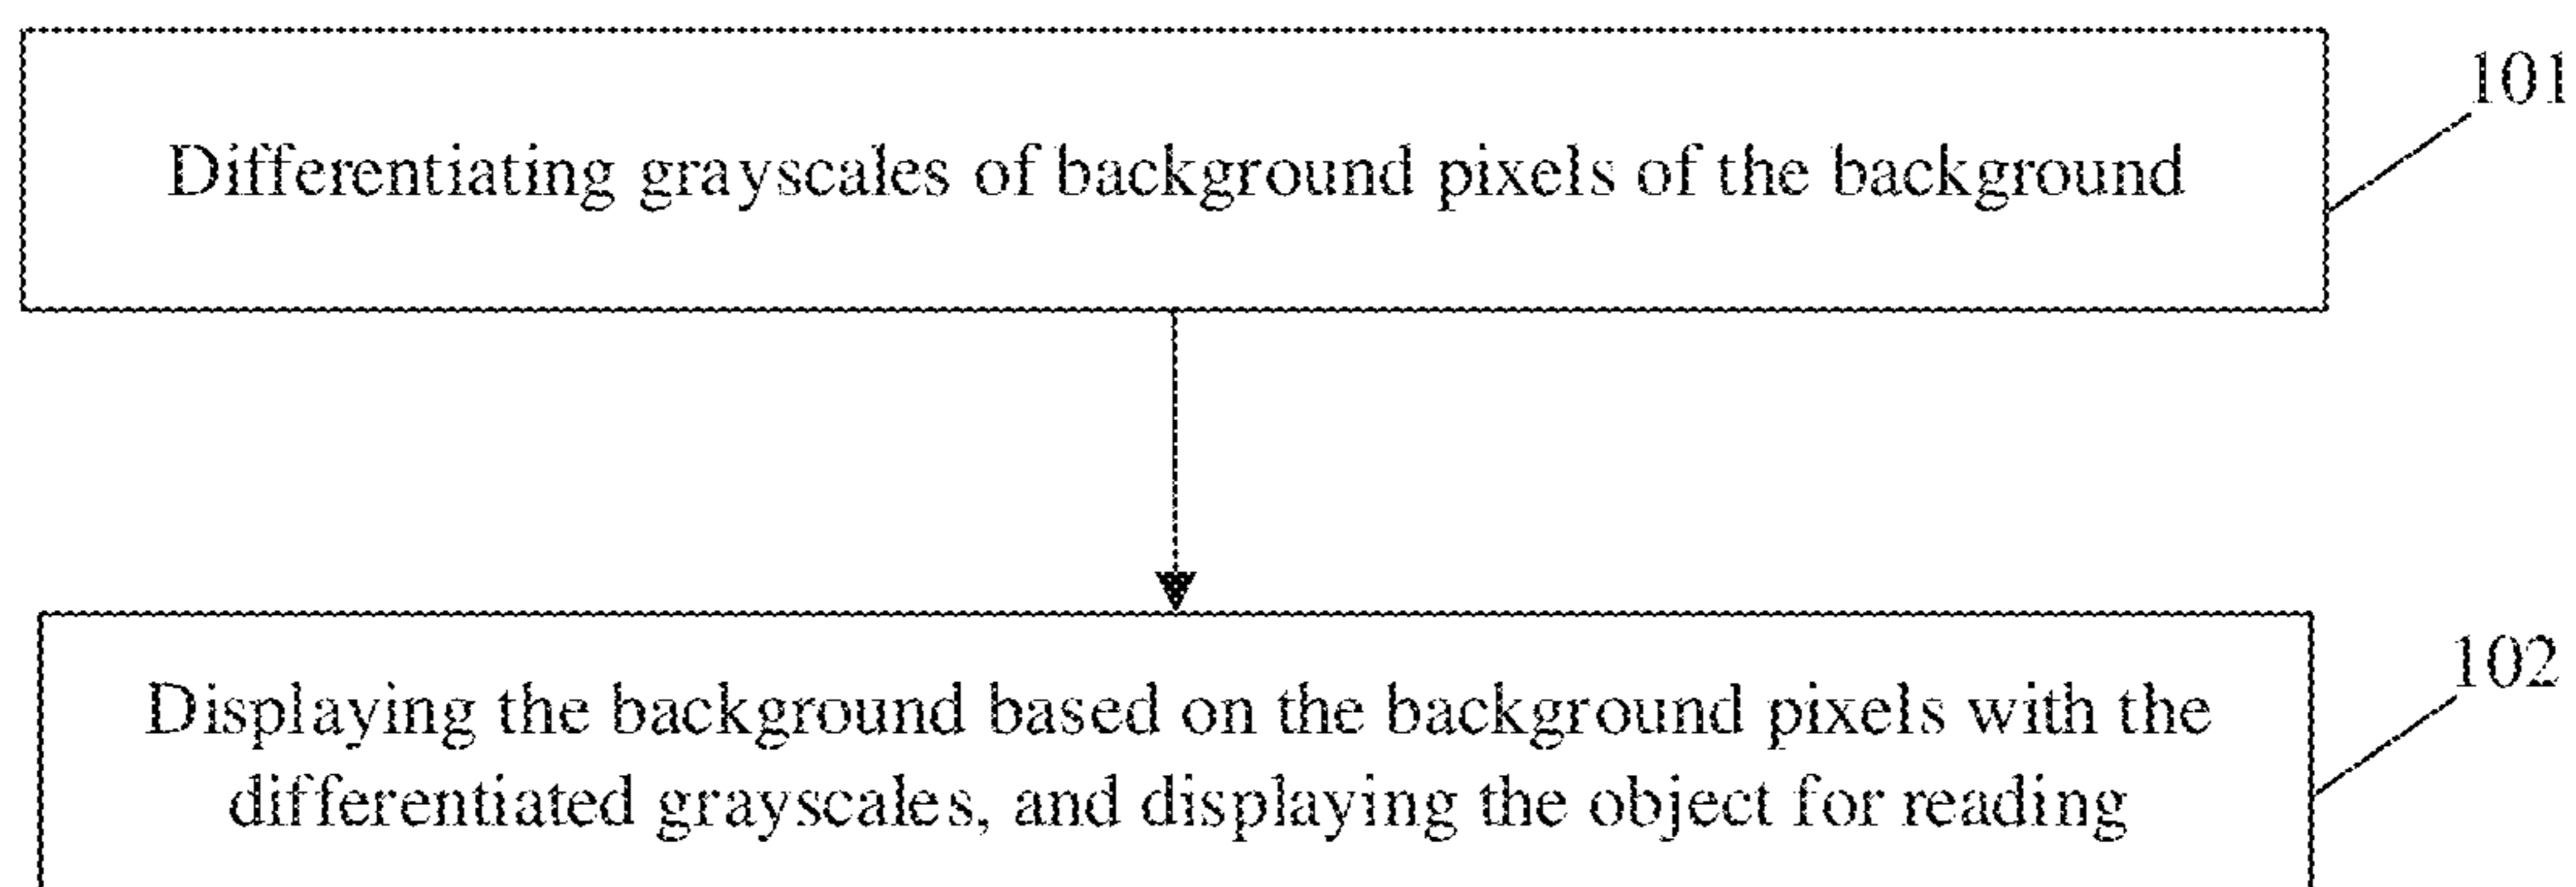 101
Differentiating grayscales of background pixels of the background
102
Displaying the background based on the background pixels with the
differentiated grayscales, and displaying the object for reading